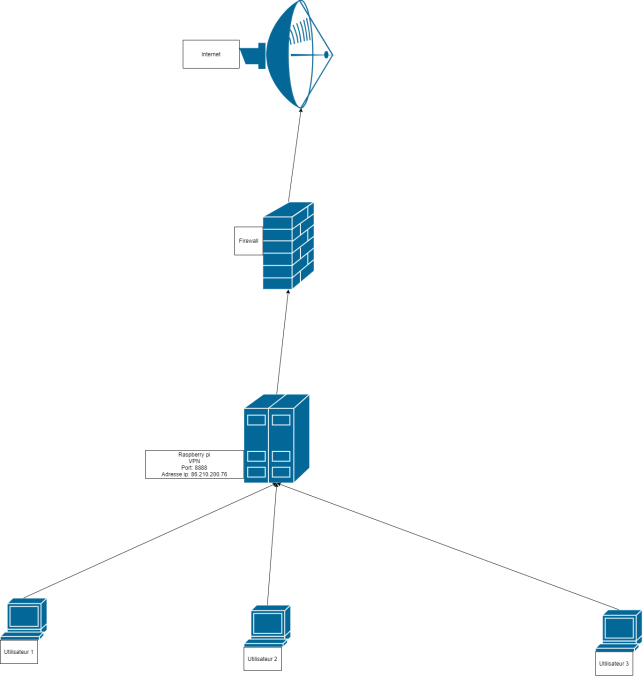 Internet
Firewall
Raspberry pi
VPN
Port: 8888
Adresse ip: 86.210.200.76
Utilisateur 1
Utilisateur 2
Utilisateur 3